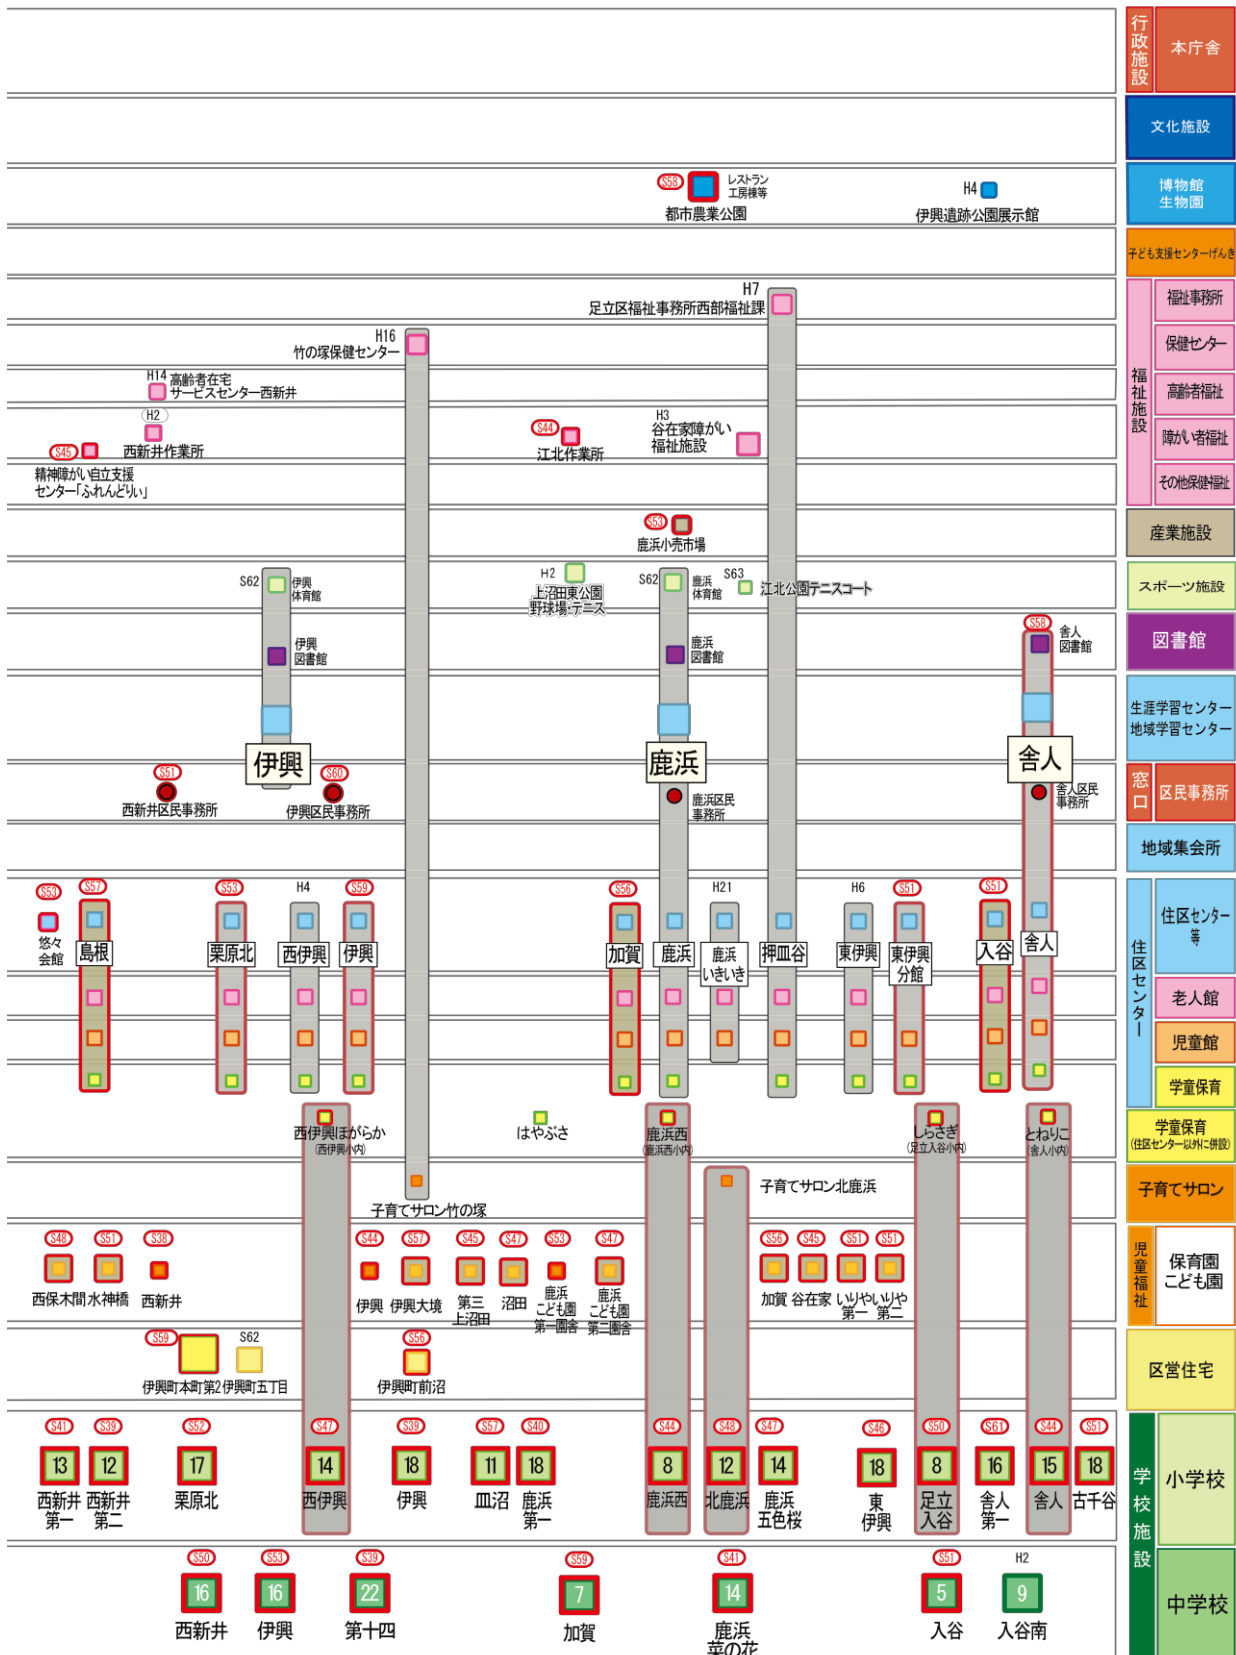 行政施設
本庁舎
文化施設
S58
レストラン
工房棟等
都市農業公園
H4
伊興遺跡公園展示館
博物館
生物園
子ども支援センターげんき
H7
足立区福祉事務所西部福祉課
福祉事務所
H16
竹の塚保健センター
保健センター
福祉施設
H14
高齢者在宅
サービスセンター西新井
高齢者福祉
H2
西新井作業所
S45
S44
江北作業所
H3
谷在家障がい
福祉施設
障がい者福祉
精神障がい自立支援
センター「ふれんどりぃ」
その他保健福祉
S53
鹿浜小売市場
産業施設
S62
伊興
体育館
H2
上沼田東公園
野球場・テニス
S62
鹿浜
体育館
S63
江北公園テニスコート
スポーツ施設
伊興
図書館
鹿浜
図書館
S58
舎人
図書館
図書館
伊興
鹿浜
舎人
生涯学習センター
地域学習センター
S51
西新井区民事務所
S60
伊興区民事務所
鹿浜区民
事務所
舎人区民
事務所
窓口
区民事務所
地域集会所
S53
悠々
会館
S57
島根
S53
栗原北
H4
西伊興
S59
伊興
S56
加賀
鹿浜
H21
鹿浜
いきいき
押皿谷
H6
東伊興
S51
東伊興
分館
S51
入谷
舎人
住区センター
住区センター
等
老人館
児童館
学童保育
西伊興ほがらか
(西伊興小内)
はやぶさ
鹿浜西
(鹿浜西小内)
しらさぎ
(足立入谷小内)
とねりこ
(舎人小内)
学童保育
(住区センター以外に併設)
子育てサロン竹の塚
子育てサロン北鹿浜
子育てサロン
S48
西保木間
S51
水神橋
S38
西新井
S44
伊興
S57
伊興大境
S45
第三
上沼田
S47
沼田
S53
鹿浜
こども園
第一園舎
S47
鹿浜
こども園
第二園舎
S56
加賀
S45
谷在家
S51
いりや
第一
S51
いりや
第二
児童福祉
保育園
こども園
S59
伊興町本町第2
S62
伊興町五丁目
S56
伊興町前沼
区営住宅
S41
13
西新井
第一
S39
12
西新井
第二
S52
17
栗原北
S47
14
西伊興
S39
18
伊興
S57
11
皿沼
S40
18
鹿浜
第一
S44
8
鹿浜西
S48
12
北鹿浜
S47
14
鹿浜
五色桜
S46
18
東
伊興
S50
8
足立
入谷
S61
16
舎人
第一
S44
15
舎人
S51
18
古千谷
学校施設
小学校
S50
16
西新井
S53
16
伊興
S39
22
第十四
S59
7
加賀
S41
14
鹿浜
菜の花
S51
5
入谷
H2
9
入谷南
中学校